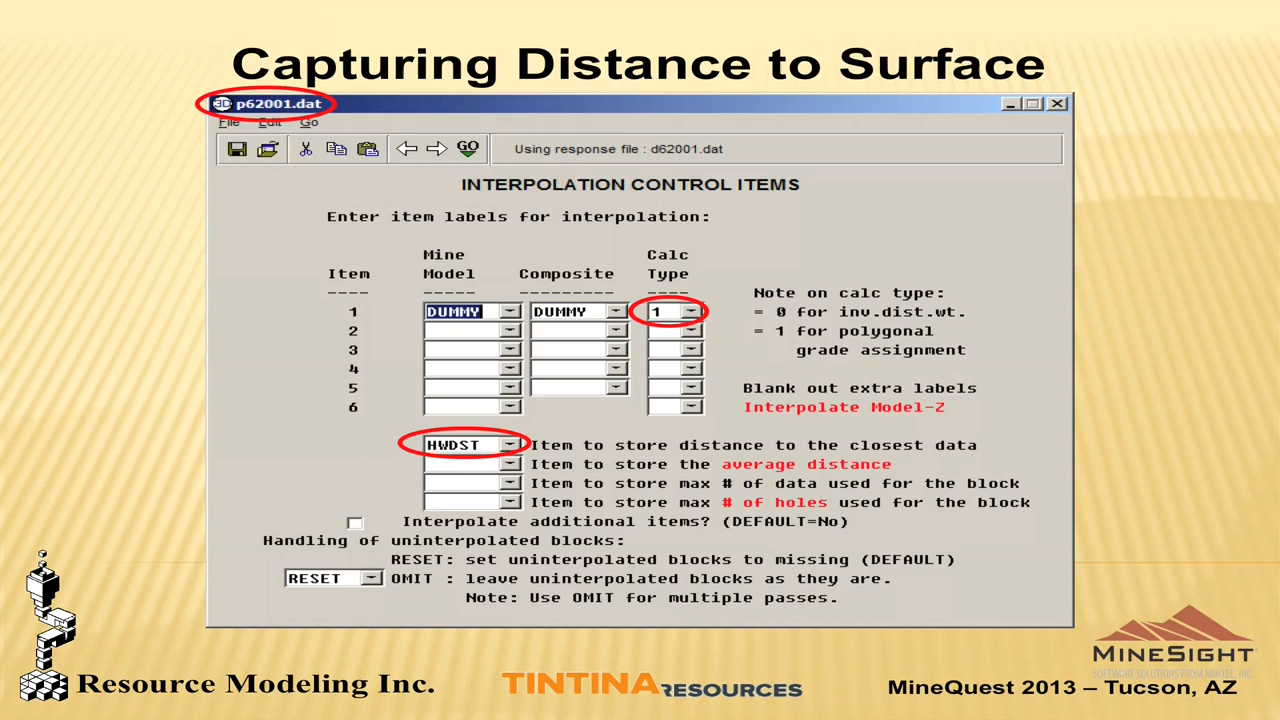 Capturing Distance to Surface
3D p62001.dat
File Edit Go
GO Using response file : d62001.dat
INTERPOLATION CONTROL ITEMS
Enter item labels for interpolation:
Mine Calc
Item Model Composite Type
---- ----- --------- ----
Note on calc type:
1 DUMMY DUMMY 1 = 0 for inv.dist.wt.
2 = 1 for polygonal
3 grade assignment
4
5 Blank out extra labels
6 Interpolate Model-Z
HWDST Item to store distance to the closest data
Item to store the average distance
Item to store max # of data used for the block
Item to store max # of holes used for the block
Interpolate additional items? (DEFAULT=No)
Handling of uninterpolated blocks:
RESET: set uninterpolated blocks to missing (DEFAULT)
RESET OMIT : leave uninterpolated blocks as they are.
Note: Use OMIT for multiple passes.
MINESIGHT
SOFTWARE SOLUTIONS FROM MINTEC, INC.
Resource Modeling Inc. TINTINA RESOURCES MineQuest 2013 – Tucson, AZ